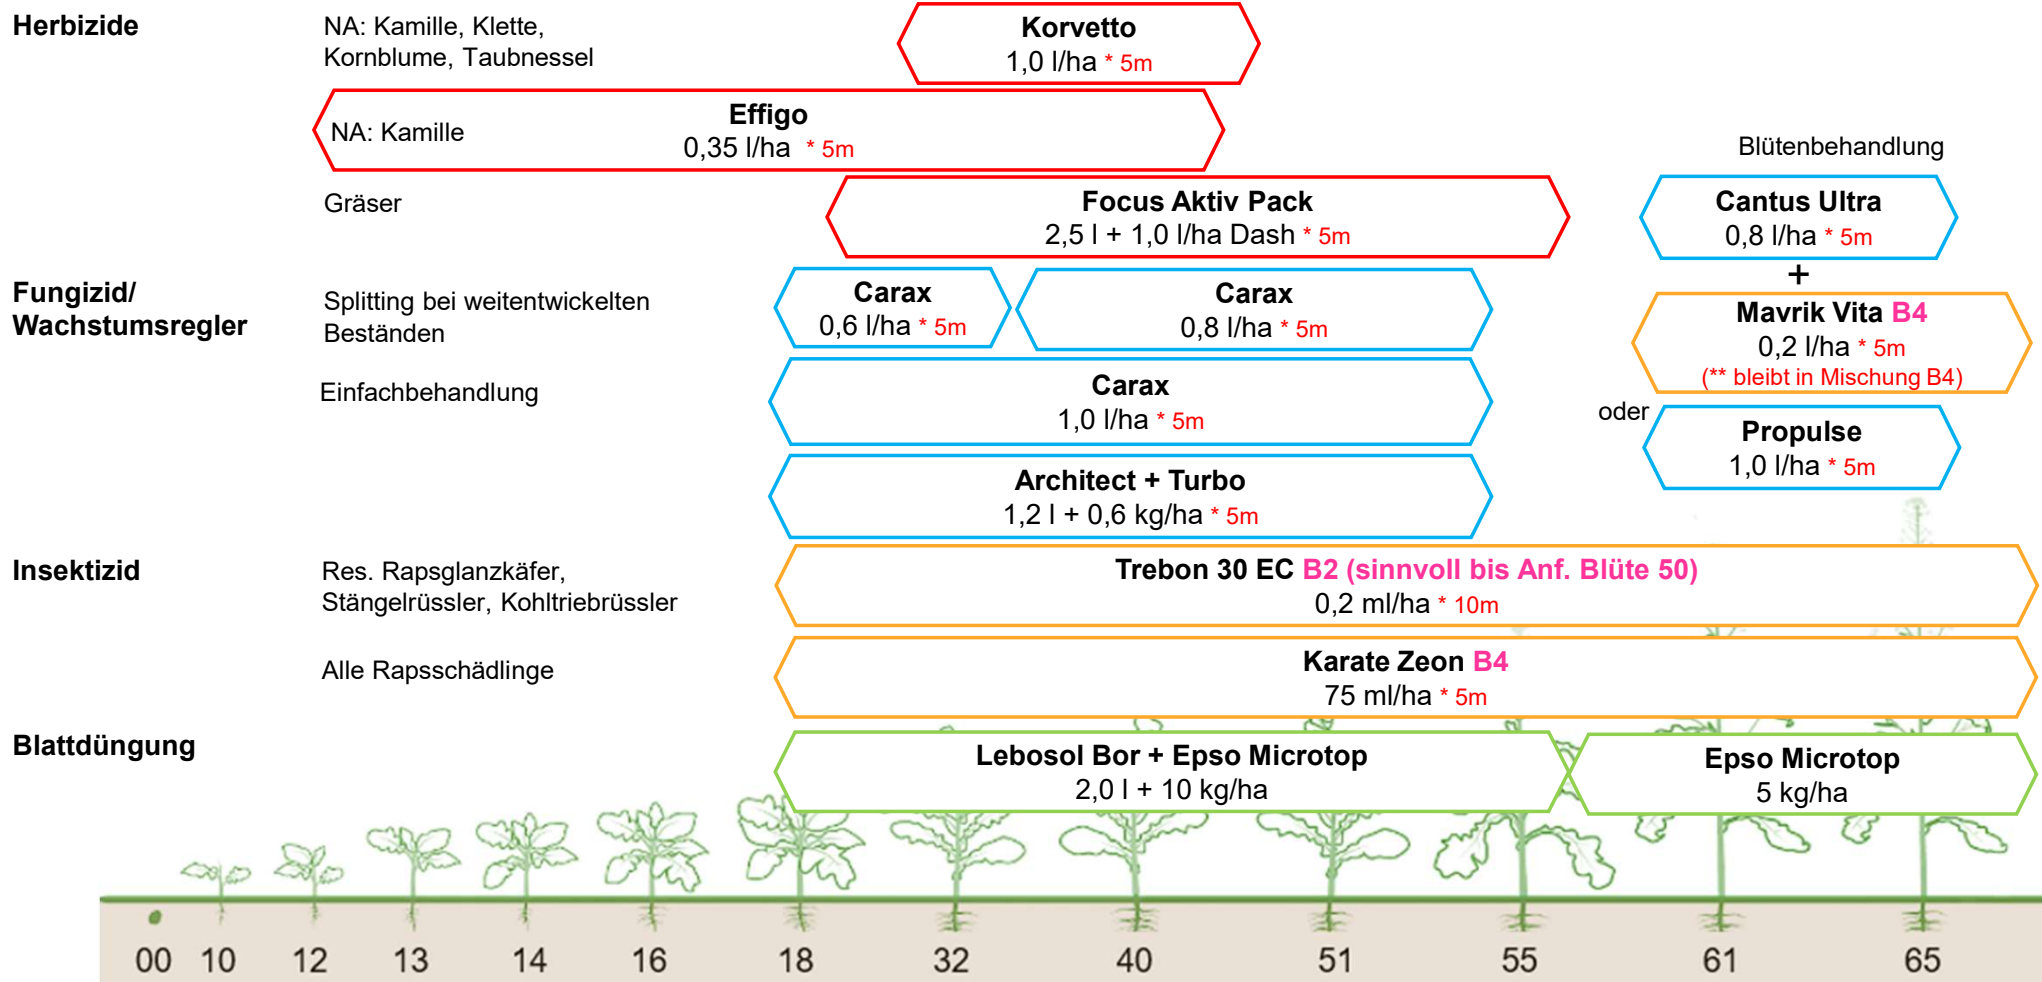 Herbizide
NA: Kamille, Klette,
Kornblume, Taubnessel
Korvetto
1,0 l/ha * 5m
NA: Kamille
Effigo
0,35 l/ha * 5m
Gräser
Focus Aktiv Pack
2,5 l + 1,0 l/ha Dash * 5m
Blütenbehandlung
Cantus Ultra
0,8 l/ha * 5m
+
Mavrik Vita B4
0,2 l/ha * 5m
(** bleibt in Mischung B4)
oder
Propulse
1,0 l/ha * 5m
Fungizid/
Wachstumsregler
Splitting bei weitentwickelten
Beständen
Carax
0,6 l/ha * 5m
Carax
0,8 l/ha * 5m
Einfachbehandlung
Carax
1,0 l/ha * 5m
Architect + Turbo
1,2 l + 0,6 kg/ha * 5m
Insektizid
Res. Rapsglanzkäfer,
Stängelrüssler, Kohltriebrüssler
Trebon 30 EC B2 (sinnvoll bis Anf. Blüte 50)
0,2 ml/ha * 10m
Alle Rapsschädlinge
Karate Zeon B4
75 ml/ha * 5m
Blattdüngung
Lebosol Bor + Epso Microtop
2,0 l + 10 kg/ha
Epso Microtop
5 kg/ha
00 10 12 13 14 16 18 32 40 51 55 61 65